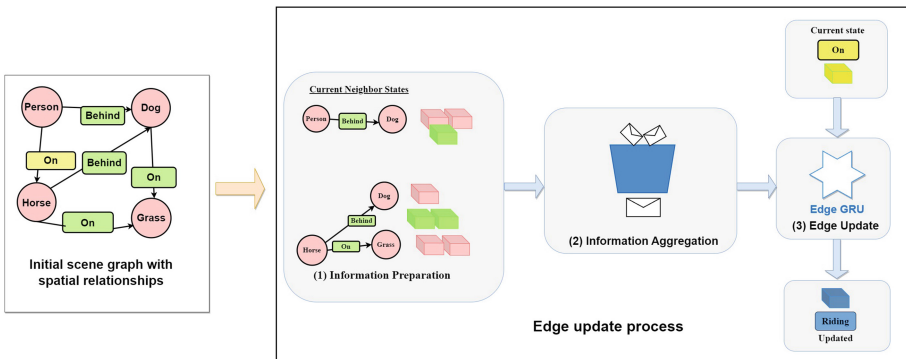 Person
Dog
Behind
On
Behind
On
Horse
On
Grass
Initial scene graph with
spatial relationships
Current Neighbor States
Person
Behind
Dog
Dog
Behind
Horse
On
Grass
(1) Information Preparation
(2) Information Aggregation
Current state
On
Edge GRU
(3) Edge Update
Riding
Updated
Edge update process